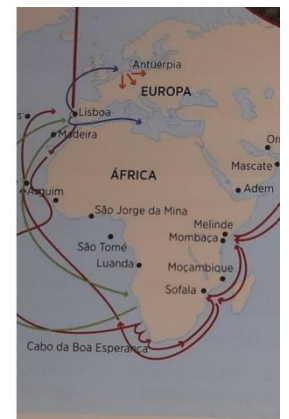 Antuérpia
EUROPA
Lisboa
Madeira
ÁFRICA
Mascate
Adem
Arguim
São Jorge da Mina
Melinde
Mombaça
São Tomé
Luanda
Moçambique
Sofala
Cabo da Boa Esperança